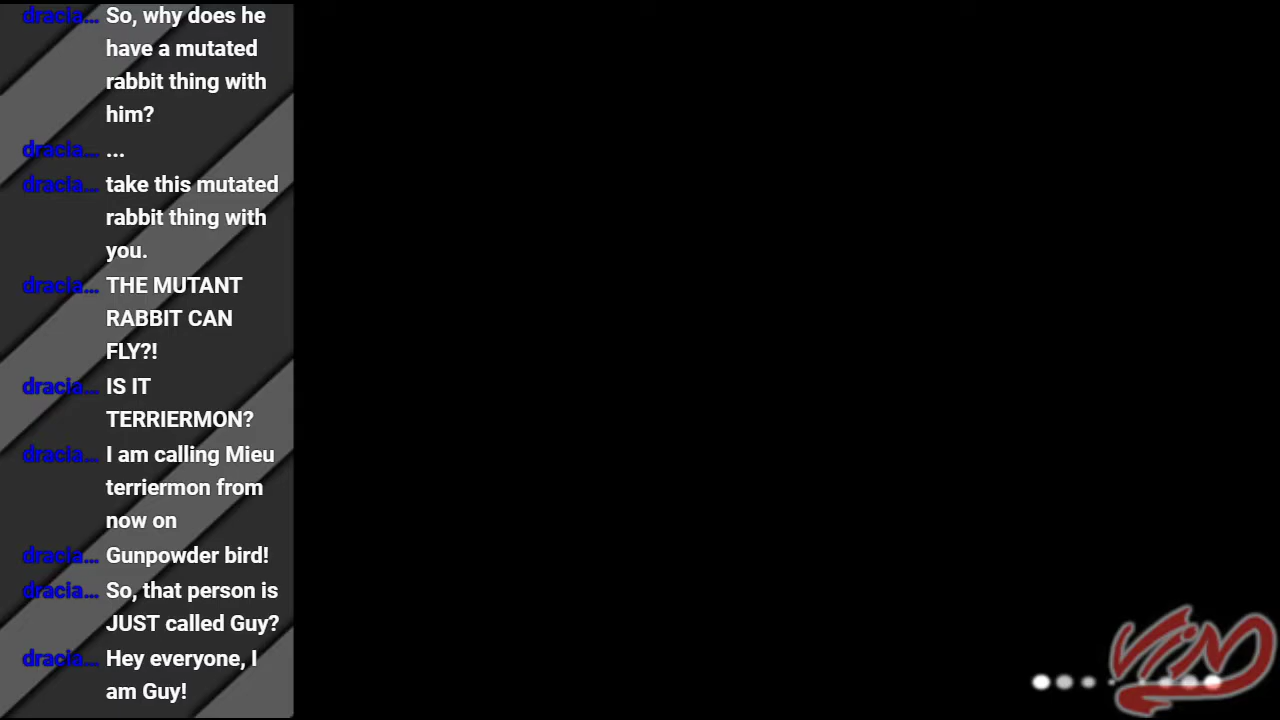 dracia... So, why does he
have a mutated
rabbit thing with
him?
dracia... ...
dracia... take this mutated
rabbit thing with
you.
dracia... THE MUTANT
RABBIT CAN
FLY?!
dracia... IS IT
TERRIERMON?
dracia... I am calling Mieu
terriermon from
now on
dracia... Gunpowder bird!
dracia... So, that person is
JUST called Guy?
dracia... Hey everyone, I
am Guy!